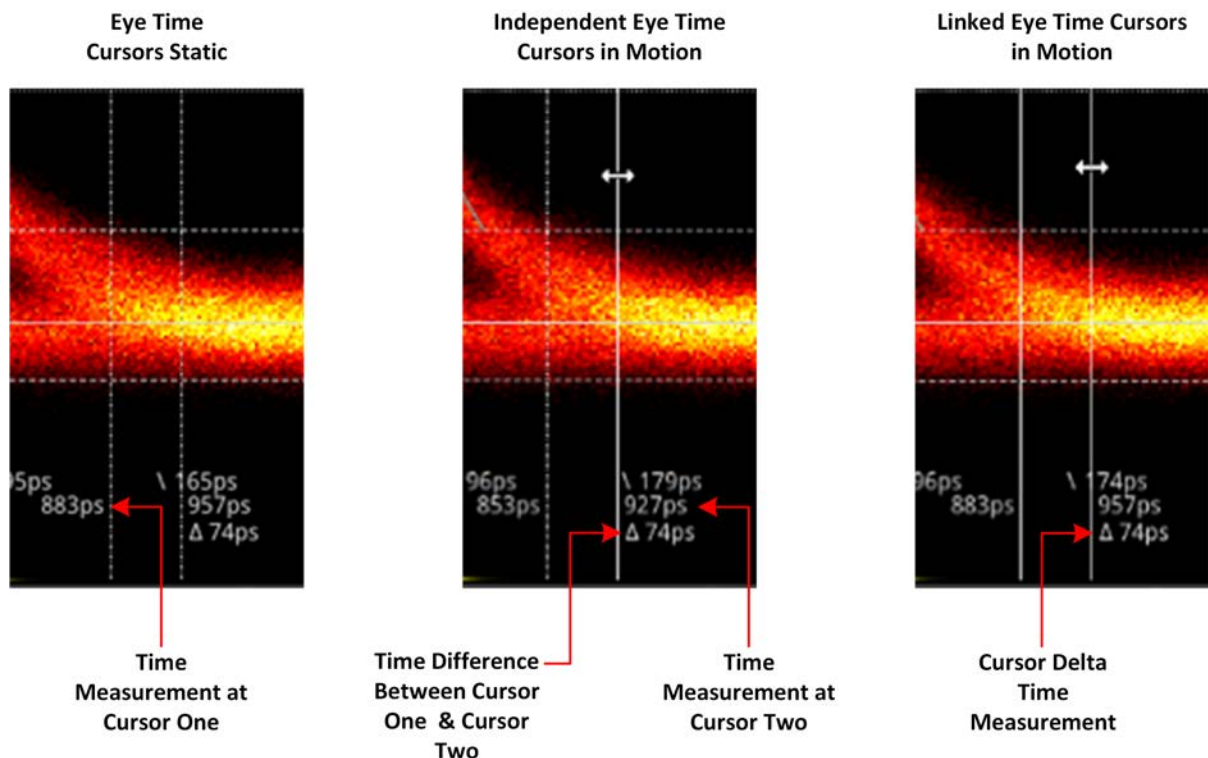 Eye Time
Cursors Static
Independent Eye Time
Cursors in Motion
Linked Eye Time Cursors
in Motion
95ps
\ 165ps
883ps
957ps
Δ 74ps
96ps
\ 179ps
853ps
927ps
Δ 74ps
96ps
\ 174ps
883ps
957ps
Δ 74ps
Time
Measurement at
Cursor One
Time Difference
Between Cursor
One & Cursor
Two
Time
Measurement at
Cursor Two
Cursor Delta
Time
Measurement